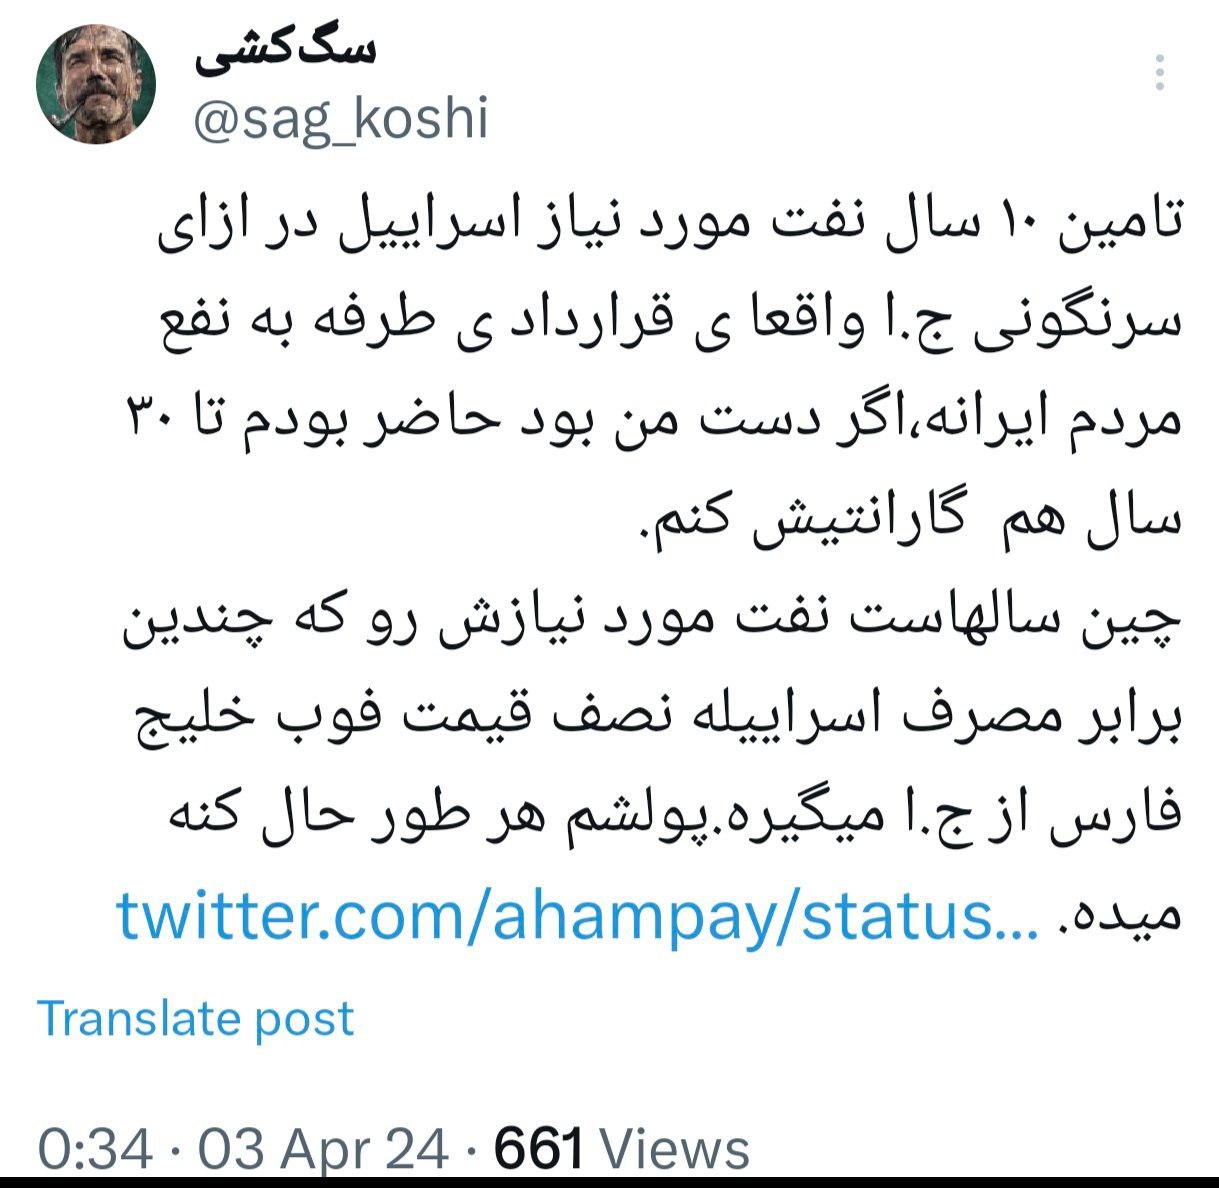 سگ‌کشی
@sag_koshi
تامین ۱۰ سال نفت مورد نیاز اسراییل در ازای
سرنگونی ج.ا واقعا ی قرارداد ی طرفه به نفع
مردم ایرانه،اگر دست من بود حاضر بودم تا ۳۰
سال هم گارانتیش کنم.
چین سالهاست نفت مورد نیازش رو که چندین
برابر مصرف اسراییله نصف قیمت فوب خلیج
فارس از ج.ا میگیره.پولشم هر طور حال کنه
میده. twitter.com/ahampay/status...
Translate post
0:34 · 03 Apr 24 · 661 Views